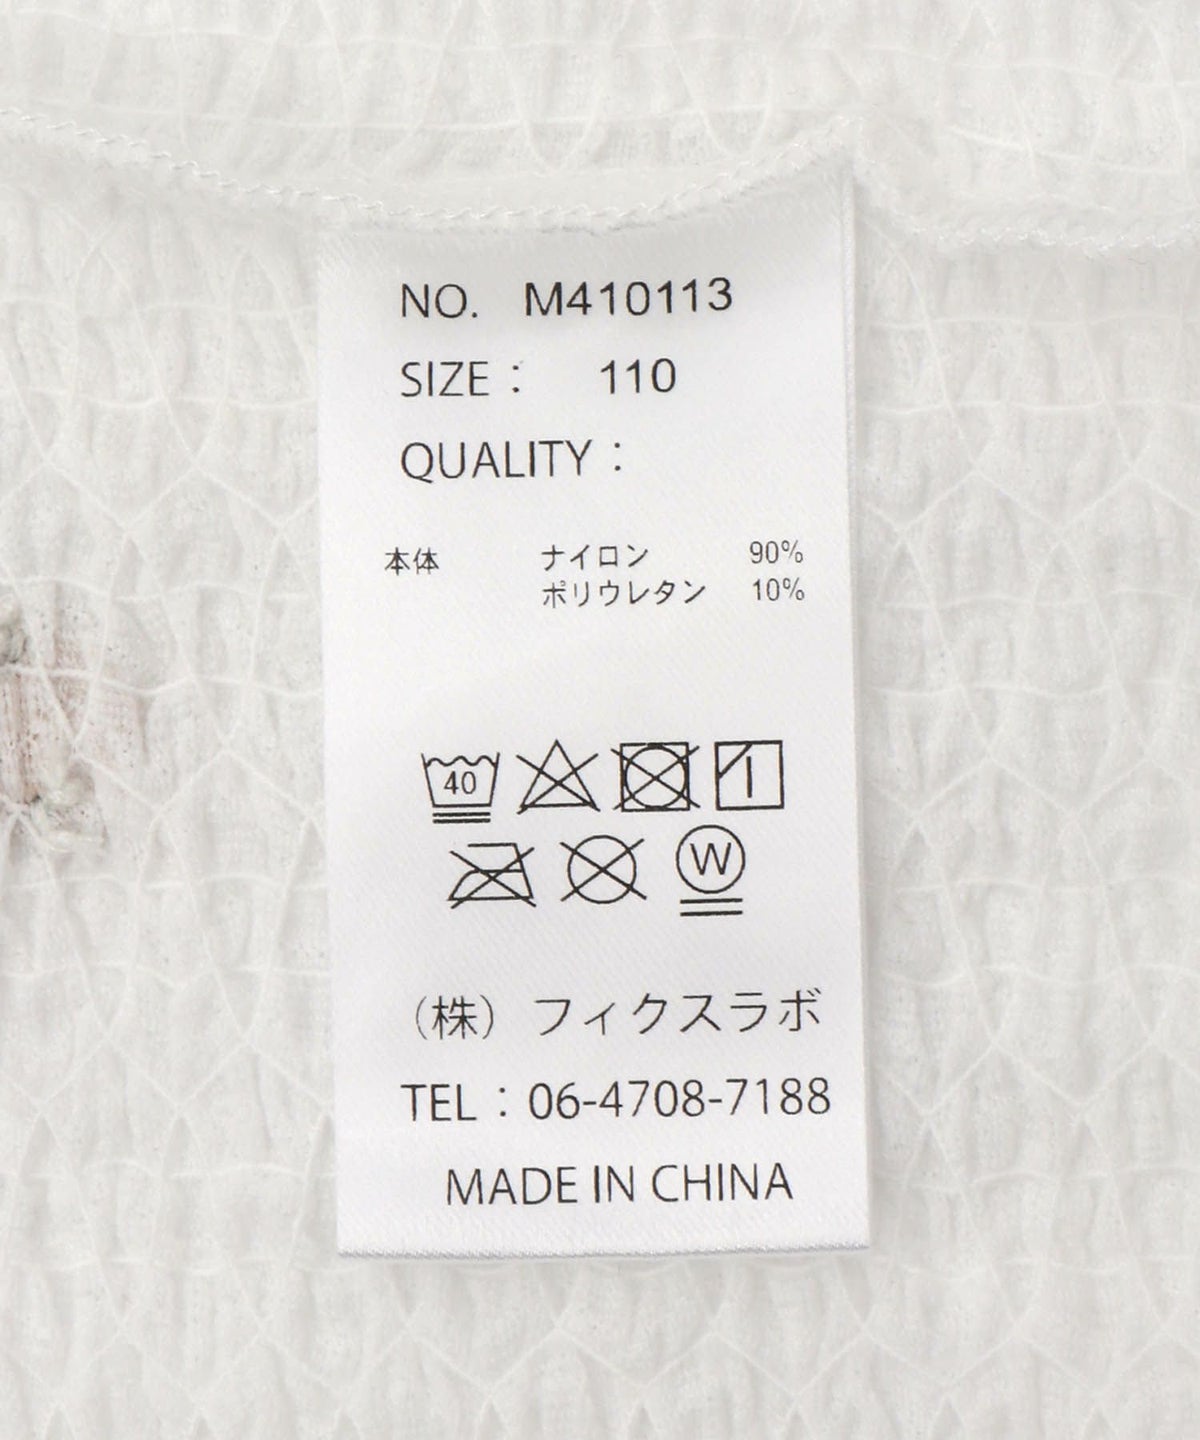 NO. M410113
SIZE： 110
QUALITY：
本体 ナイロン 90%
ポリウレタン 10%
40
W
（株）フィクスラボ
TEL：06-4708-7188
MADE IN CHINA